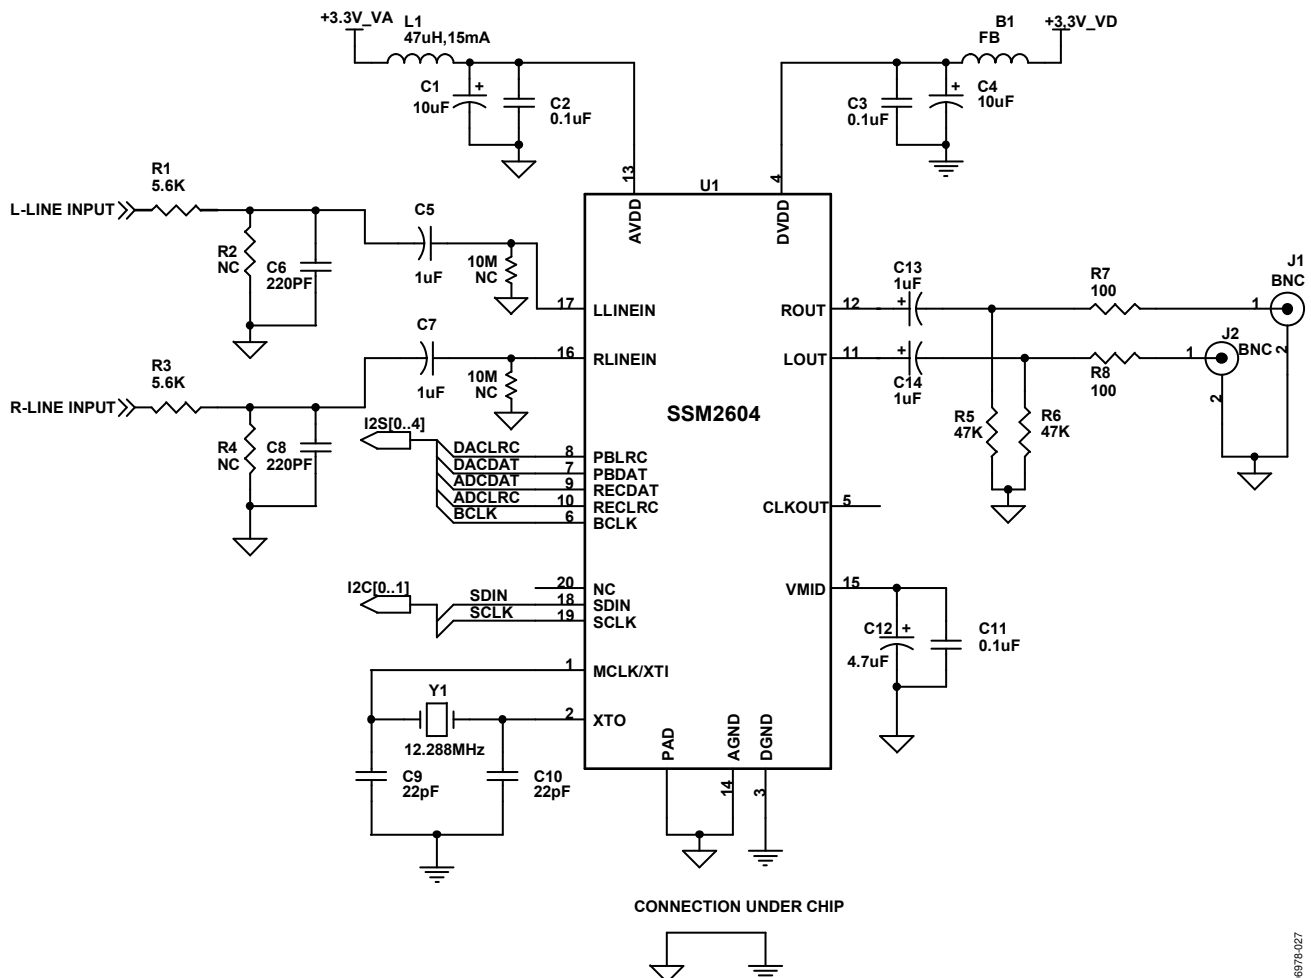 +3.3V_VA
L1
47uH,15mA
C1
+
10uF
C2
0.1uF
B1
FB
+3.3V_VD
C3
0.1uF
+
C4
10uF
R1
5.6K
L-LINE INPUT
R2
NC
C6
220PF
C5
1uF
10M
NC
R3
5.6K
R-LINE INPUT
R4
NC
C8
220PF
C7
1uF
10M
NC
I2S[0..4]
DACLRC
DACDAT
ADCDAT
ADCLRC
BCLK
I2C[0..1]
SDIN
SCLK
Y1
12.288MHz
C9
22pF
C10
22pF
U1
13
AVDD
4
DVDD
17 LLINEIN
16 RLINEIN
SSM2604
8 PBLRC
7 PBDAT
9 RECDAT
10 RECLRC
6 BCLK
20 NC
18 SDIN
19 SCLK
1 MCLK/XTI
2 XTO
PAD
AGND
14
DGND
3
ROUT 12
LOUT 11
CLKOUT 5
VMID 15
C13
1uF
+
+
C14
1uF
R7
100
R8
100
R5
47K
R6
47K
J1
BNC
1
2
J2
BNC
1
2
C12
+
4.7uF
C11
0.1uF
CONNECTION UNDER CHIP
06978-027